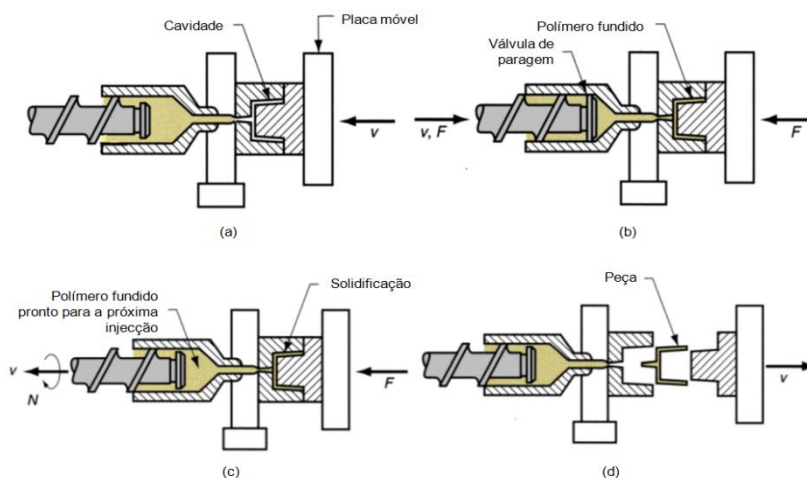 Cavidade
Placa móvel
v
(a)
Polímero fundido
Válvula de
paragem
v, F
F
(b)
Polímero fundido
pronto para a próxima
injecção
Solidificação
v
N
F
(c)
Peça
v
(d)